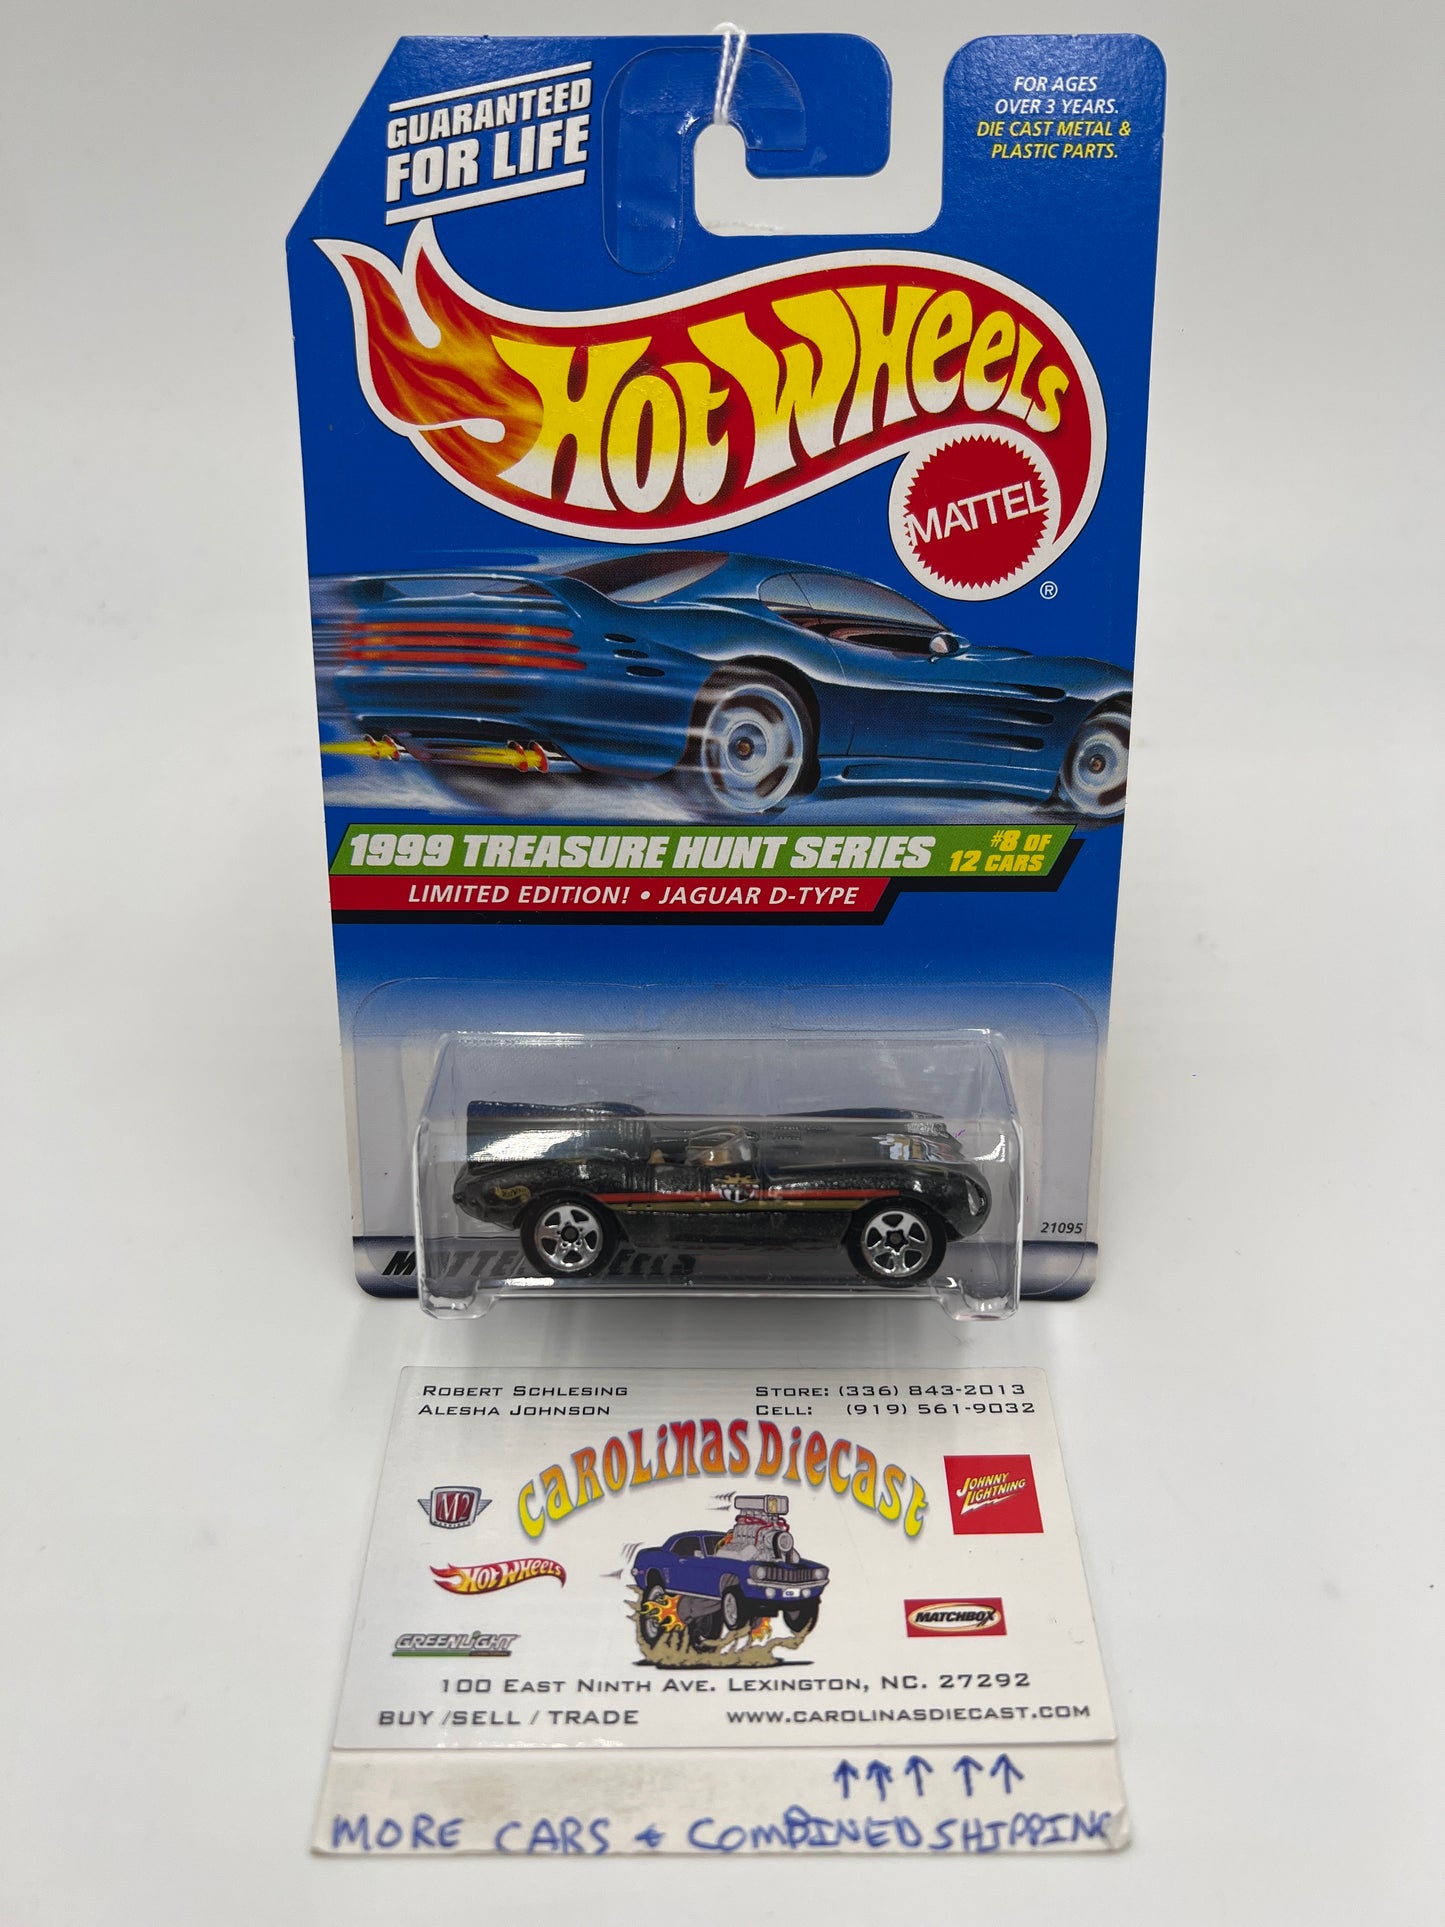 GUARANTEED
FOR LIFE
FOR AGES
OVER 3 YEARS.
DIE CAST METAL &
PLASTIC PARTS.
HOT WHEELS
MATTEL
®
1999 TREASURE HUNT SERIES
#8 OF
12 CARS
LIMITED EDITION! • JAGUAR D-TYPE
21095
ROBERT SCHLESING
ALESHA JOHNSON
STORE: (336) 843-2013
CELL: (919) 561-9032
CAROLINAS DIECAST
M2
JOHNNY
LIGHTNING
HOT WHEELS
MATCHBOX
GREENLIGHT
100 EAST NINTH AVE. LEXINGTON, NC. 27292
BUY /SELL / TRADE
WWW.CAROLINASDIECAST.COM
↑↑↑ ↑↑
MORE CARS & COMBINED SHIPPING